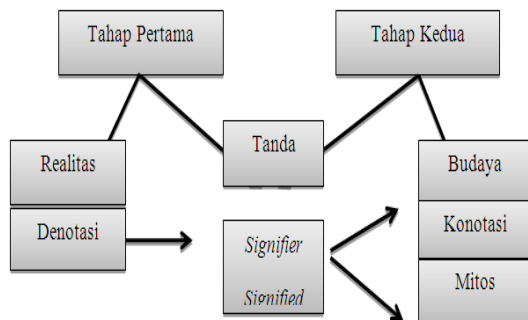 Tahap Pertama
Tahap Kedua
Tanda
Realitas
Budaya
Denotasi
Signifier
Signified
Konotasi
Mitos